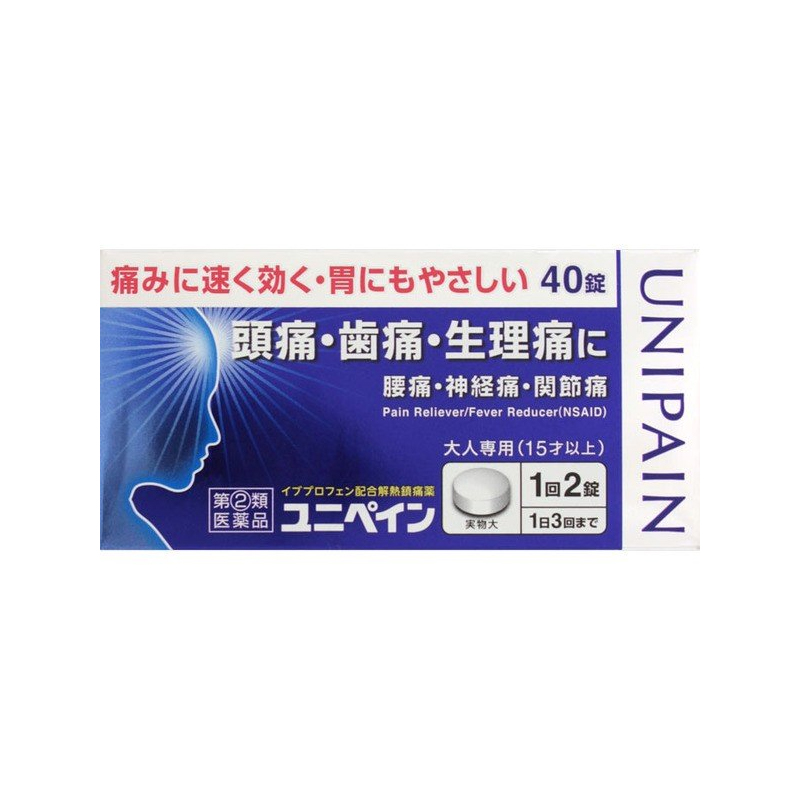 痛みに速く効く・胃にもやさしい 40錠
頭痛・歯痛・生理痛に
腰痛・神経痛・関節痛
Pain Reliever/Fever Reducer(NSAID)
大人専用(15才以上)
指定②類
医薬品
イブプロフェン配合解熱鎮痛薬
ユニペイン
実物大
1回2錠
1日3回まで
UNIPAIN